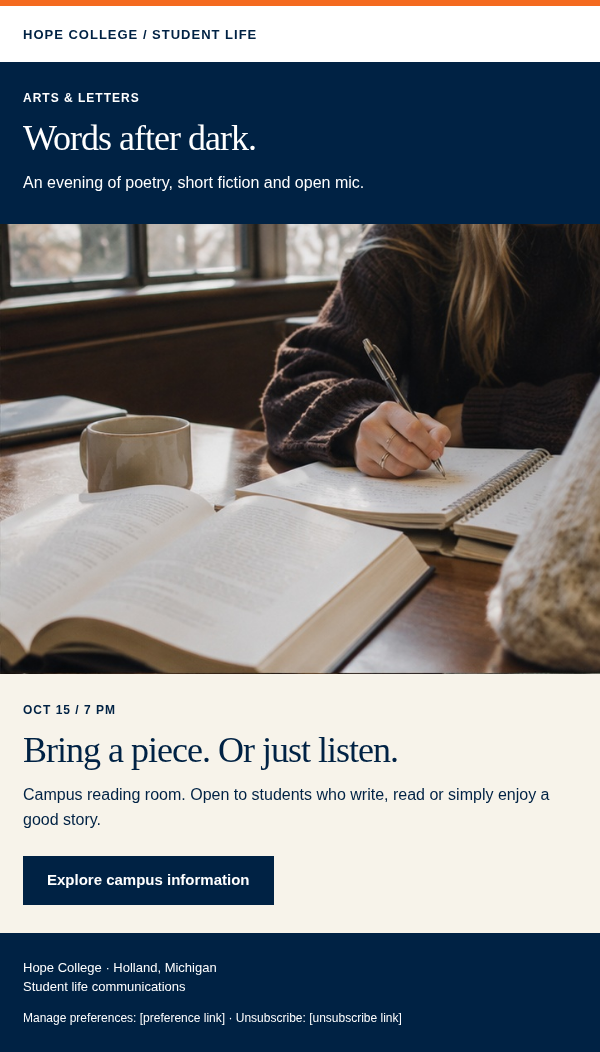 HOPE COLLEGE / STUDENT LIFE
ARTS & LETTERS
Words after dark.
An evening of poetry, short fiction and open mic.
OCT 15 / 7 PM
Bring a piece. Or just listen.
Campus reading room. Open to students who write, read or simply enjoy a
good story.
Explore campus information
Hope College · Holland, Michigan
Student life communications
Manage preferences: [preference link] · Unsubscribe: [unsubscribe link]